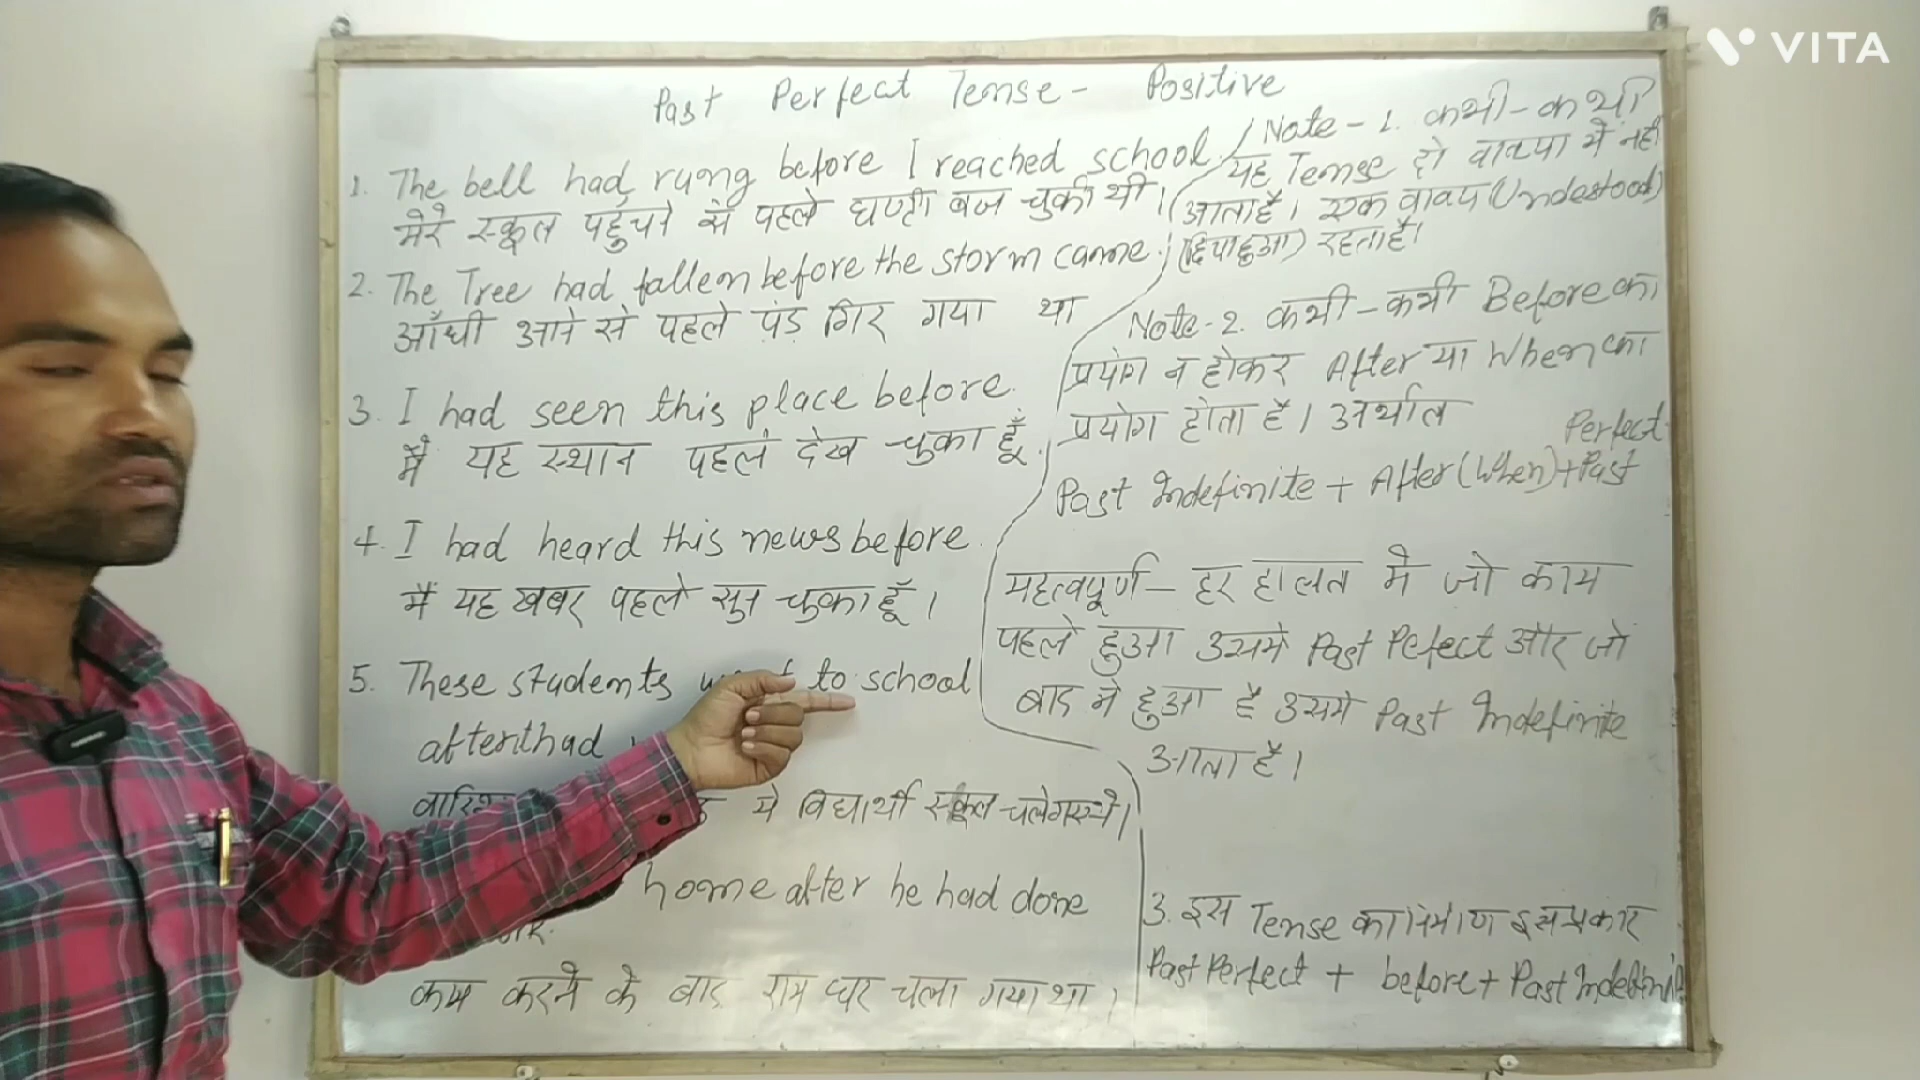 VITA
Past Perfect Tense - Positive
1. The bell had rung before I reached school.
मेरे स्कूल पहुँचने से पहले घण्टी बज चुकी थी।
2. The Tree had fallen before the storm came.
आँधी आने से पहले पेड़ गिर गया था
3. I had seen this place before.
मैं यह स्थान पहले देख चुका हूँ.
4. I had heard this news before.
मैं यह खबर पहले सुन चुका हूँ।
5. These students to school
after had
ये विद्यार्थी स्कूल चले गए थे।
home after he had done
काम करने के बाद राम घर चला गया था।
Note - 1. कभी-कभी
यह Tense दो वाक्यों में नहीं
आता है। एक वाक्य (Undestood)
(छिपा हुआ) रहता है।
Note-2. कभी-कभी Before का
प्रयोग न होकर After या When का
प्रयोग होता है। अर्थात
Past Indefinite + After (When) + Past Perfect
महत्वपूर्ण - हर हालत मे जो काम
पहले हुआ उसमे Past Pefect और जो
बाद मे हुआ है उसमे Past Indefinite
आता है।
3. इस Tense का निर्माण इस प्रकार
Past Perfect + before + Past Indefinite